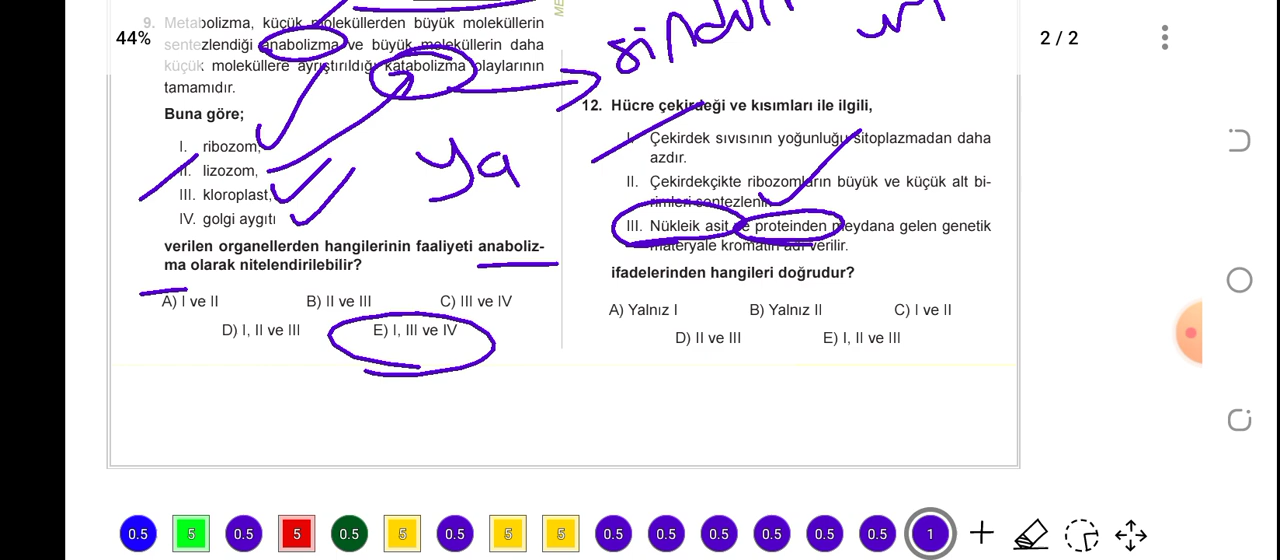 9. Metabolizma, küçük moleküllerden büyük moleküllerin
44%
sentezlendiği anabolizma ve büyük moleküllerin daha
küçük moleküllere ayrıştırıldığı katabolizma olaylarının
tamamıdır.
Buna göre;
I. ribozom,
II. lizozom,
III. kloroplast,
IV. golgi aygıtı
ya
verilen organellerden hangilerinin faaliyeti anaboliz-
ma olarak nitelendirilebilir?
A) I ve II B) II ve III C) III ve IV
D) I, II ve III E) I, III ve IV
12. Hücre çekirdeği ve kısımları ile ilgili,
I. Çekirdek sıvısının yoğunluğu sitoplazmadan daha
azdır.
II. Çekirdekçikte ribozomların büyük ve küçük alt bi-
rimleri sentezlenir.
III. Nükleik asit ve proteinden meydana gelen genetik
materyale kromatin adı verilir.
ifadelerinden hangileri doğrudur?
A) Yalnız I B) Yalnız II C) I ve II
D) II ve III E) I, II ve III
2 / 2
0.5 5 0.5 5 0.5 5 0.5 5 5 0.5 0.5 0.5 0.5 0.5 0.5 1